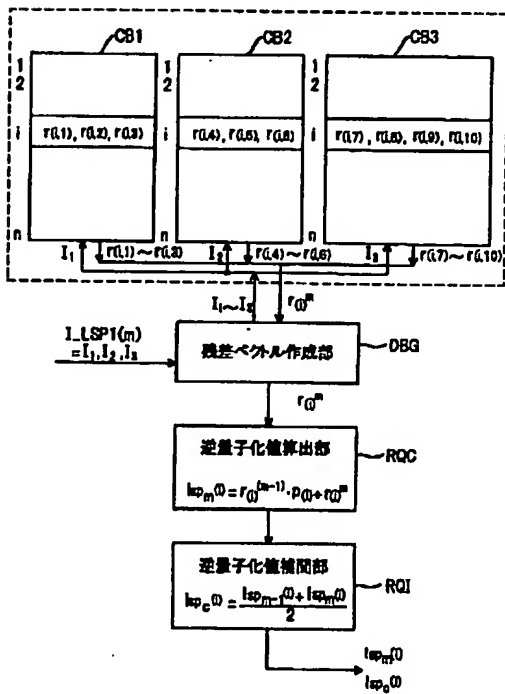 CB1
CB2
CB3
1
2
i
n
r(i,1), r(i,2), r(i,3)
1
2
i
n
r(i,4), r(i,5), r(i,6)
1
2
i
n
r(i,7), r(i,8), r(i,9), r(i,10)
I₁
r(i,1)～r(i,3)
I₂
r(i,4)～r(i,6)
I₃
r(i,7)～r(i,10)
I₁～I₃
r(i)ᵐ
I_LSP1(m)
=I₁,I₂,I₃
残差ベクトル作成部
DBG
r(i)ᵐ
逆量子化値算出部
RQC
lspₘ(i)=r(i)⁽ᵐ⁻¹⁾·p(i)+r(i)ᵐ
逆量子化値補間部
RQI
lsp_c(i)=(lspₘ₋₁(i)+lspₘ(i))/2
lspₘ(i)
lsp_c(i)